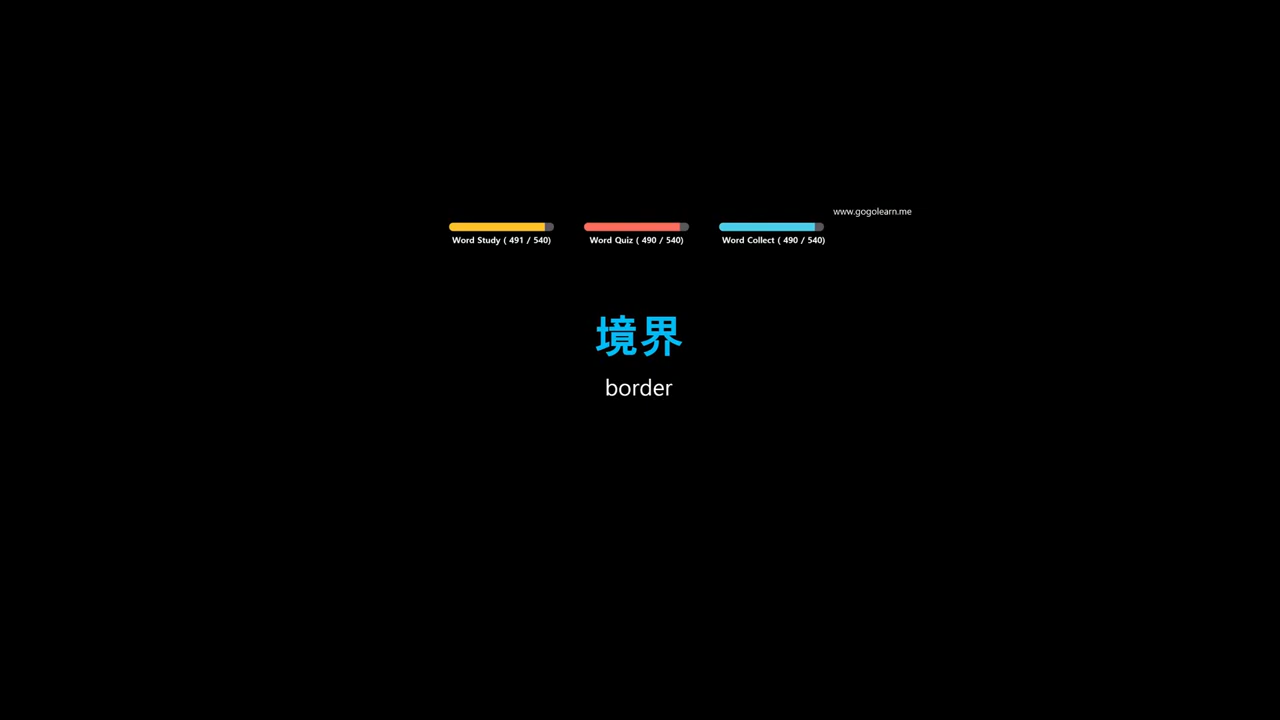 www.gogolearn.me
Word Study ( 491 / 540)
Word Quiz ( 490 / 540)
Word Collect ( 490 / 540)
境界
border